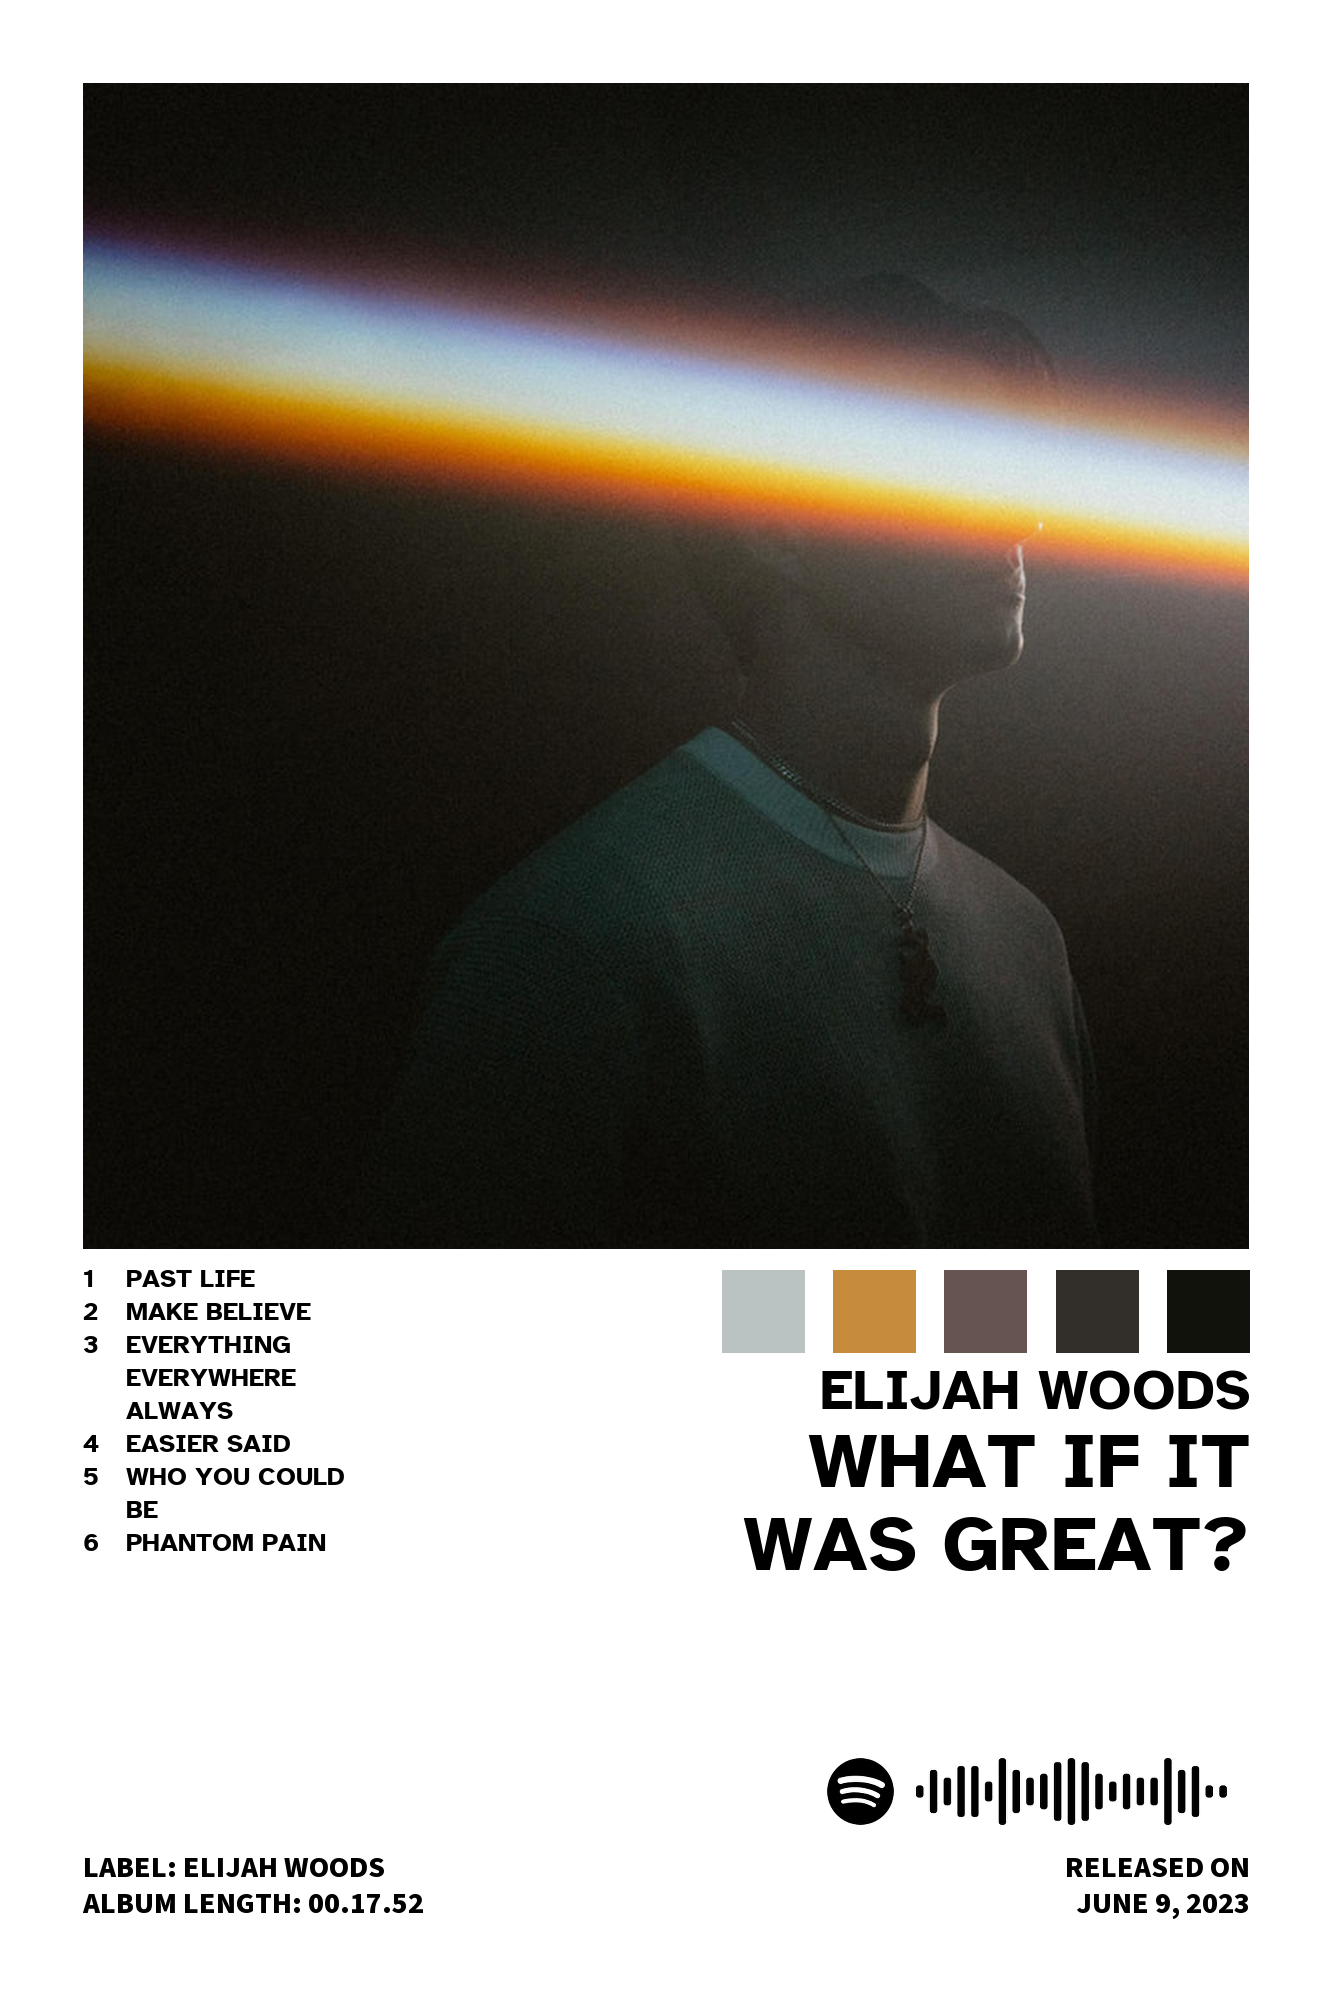 1 PAST LIFE
2 MAKE BELIEVE
3 EVERYTHING
EVERYWHERE
ALWAYS
4 EASIER SAID
5 WHO YOU COULD
BE
6 PHANTOM PAIN
ELIJAH WOODS
WHAT IF IT
WAS GREAT?
LABEL: ELIJAH WOODS
ALBUM LENGTH: 00.17.52
RELEASED ON
JUNE 9, 2023